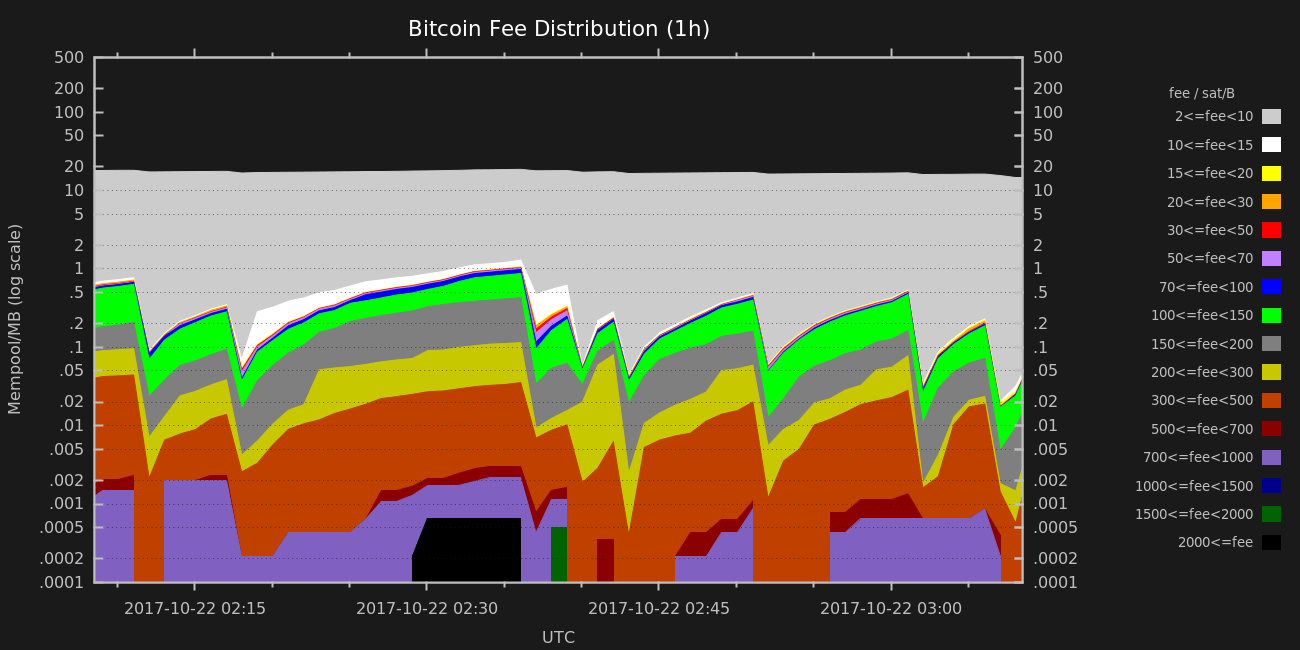 Bitcoin Fee Distribution (1h)
Mempool/MB (log scale)
500
200
100
50
20
10
5
2
1
.5
.2
.1
.05
.02
.01
.005
.002
.001
.0005
.0002
.0001
500
200
100
50
20
10
5
2
1
.5
.2
.1
.05
.02
.01
.005
.002
.001
.0005
.0002
.0001
2017-10-22 02:15 2017-10-22 02:30 2017-10-22 02:45 2017-10-22 03:00
UTC
fee / sat/B
2<=fee<10
10<=fee<15
15<=fee<20
20<=fee<30
30<=fee<50
50<=fee<70
70<=fee<100
100<=fee<150
150<=fee<200
200<=fee<300
300<=fee<500
500<=fee<700
700<=fee<1000
1000<=fee<1500
1500<=fee<2000
2000<=fee